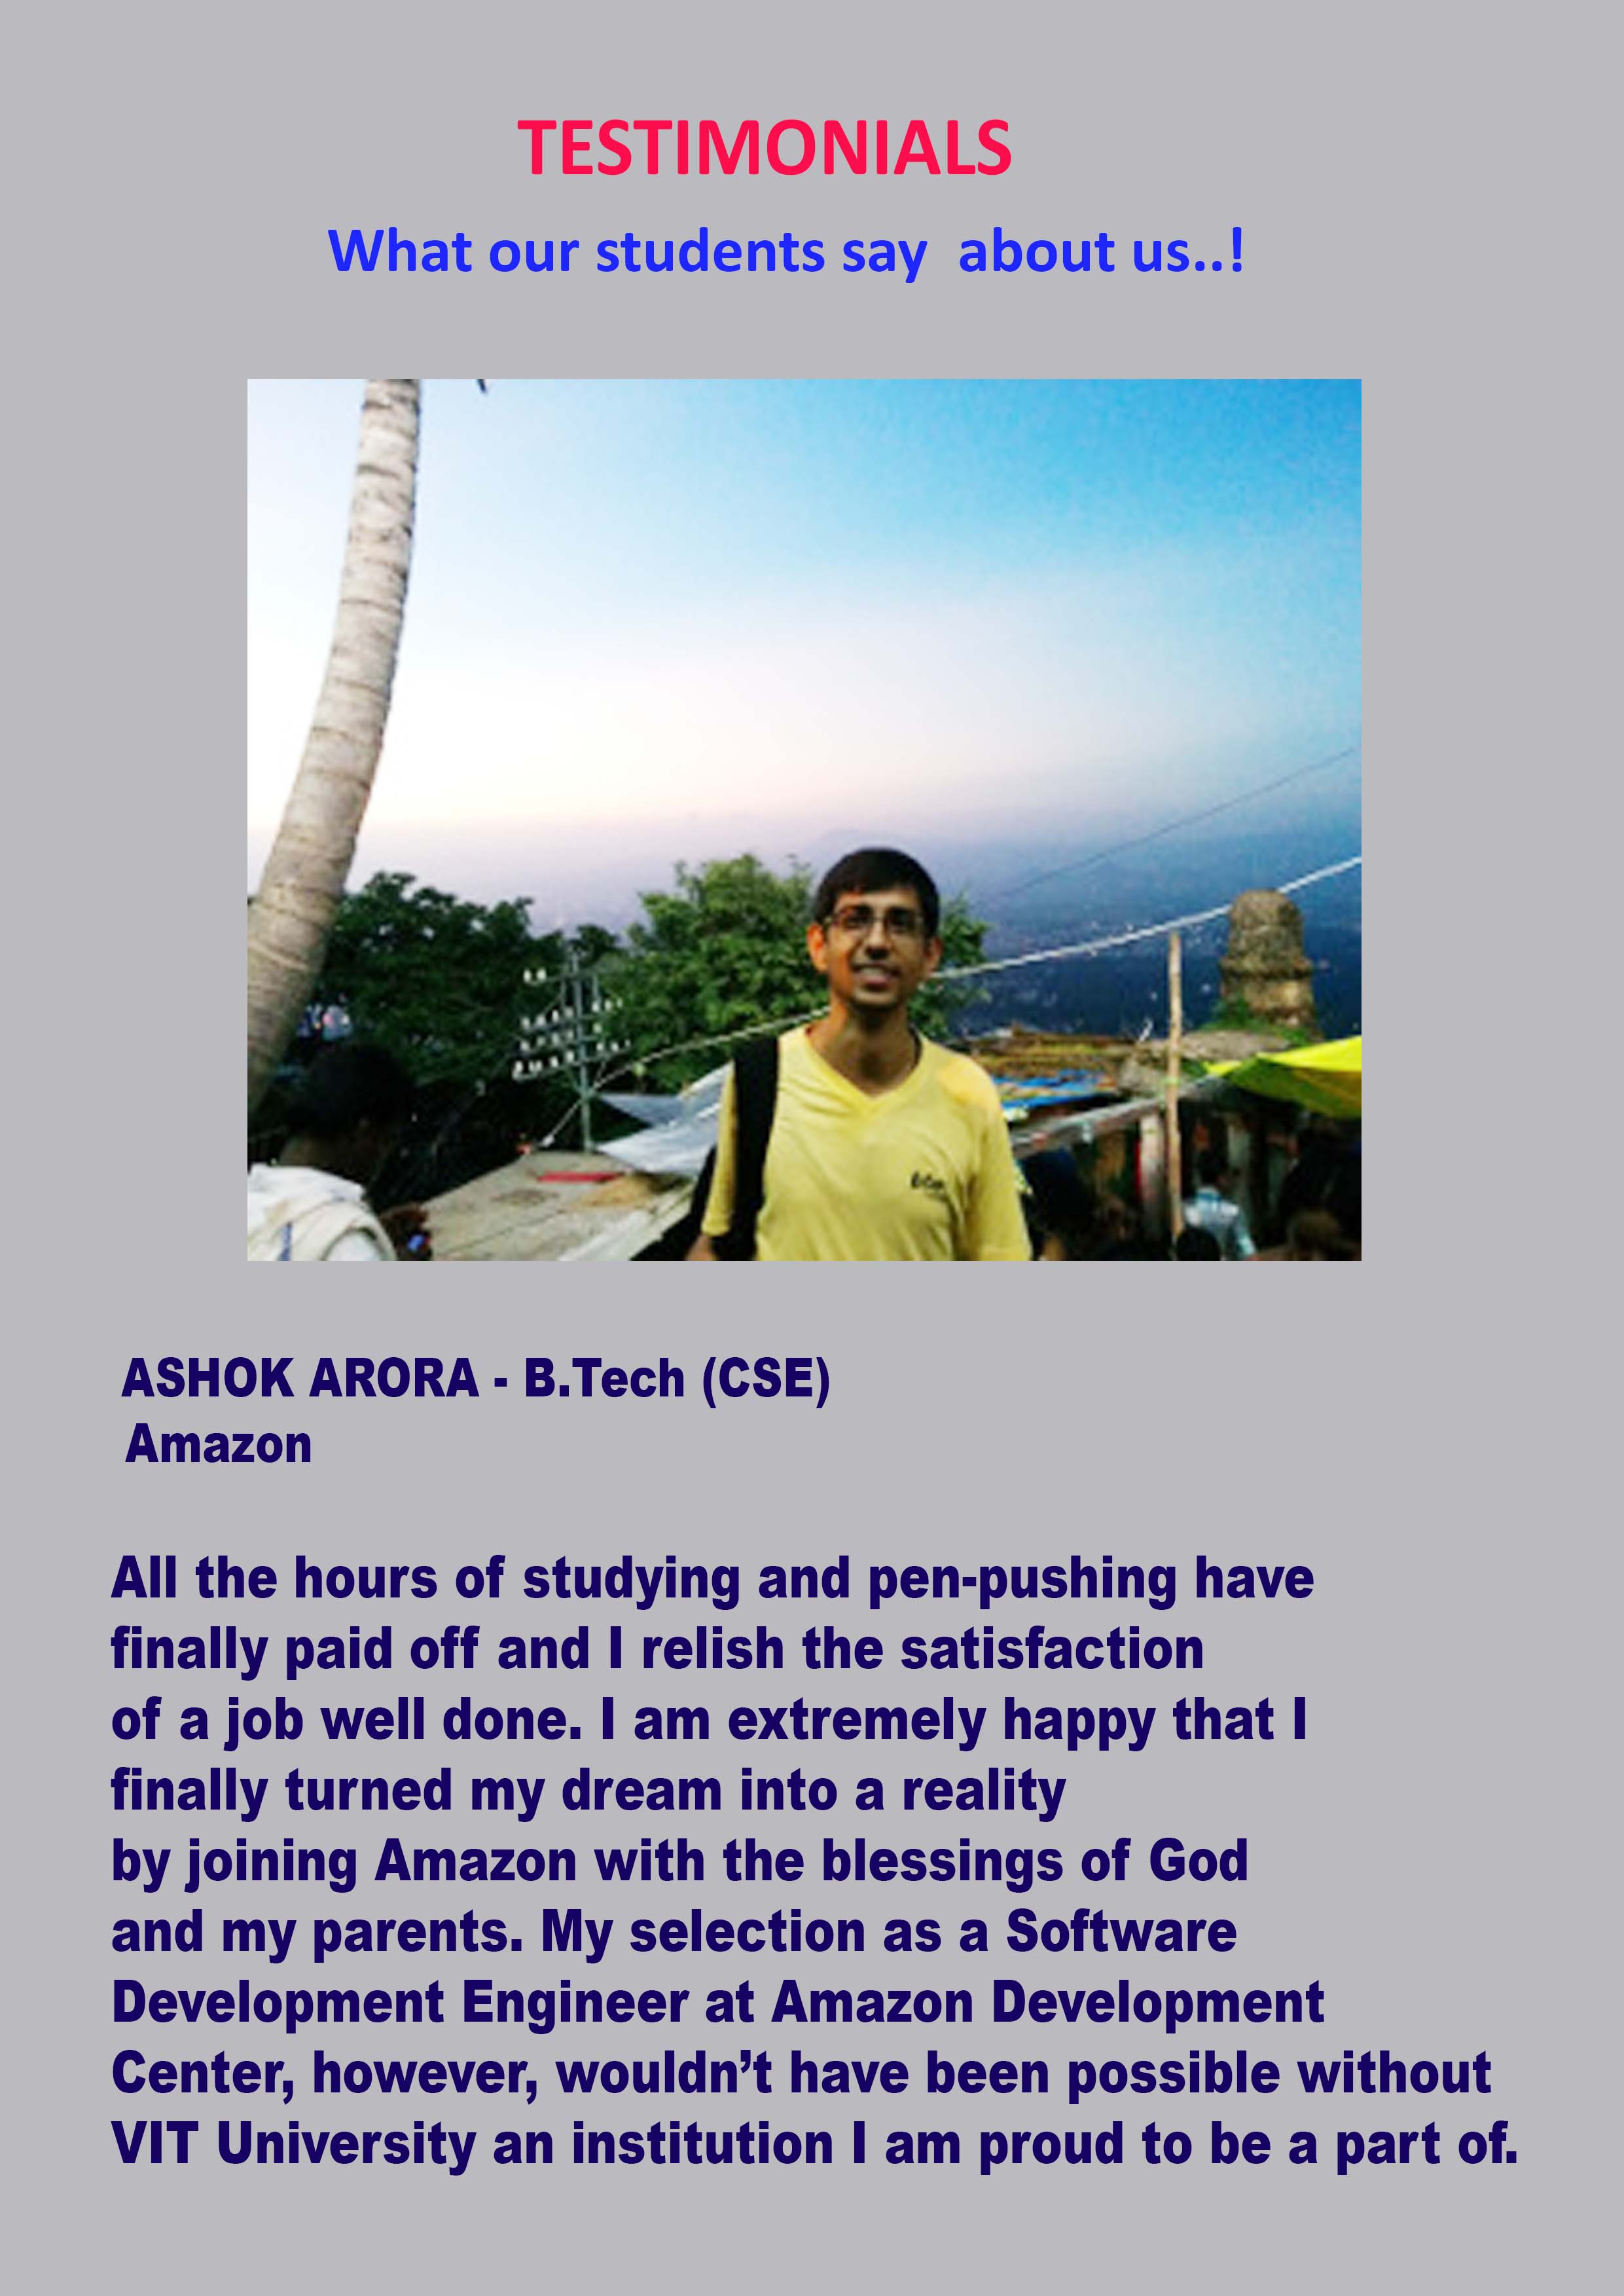 TESTIMONIALS
What our students say about us..!
ASHOK ARORA - B.Tech (CSE)
Amazon
All the hours of studying and pen-pushing have
finally paid off and I relish the satisfaction
of a job well done. I am extremely happy that I
finally turned my dream into a reality
by joining Amazon with the blessings of God
and my parents. My selection as a Software
Development Engineer at Amazon Development
Center, however, wouldn’t have been possible without
VIT University an institution I am proud to be a part of.